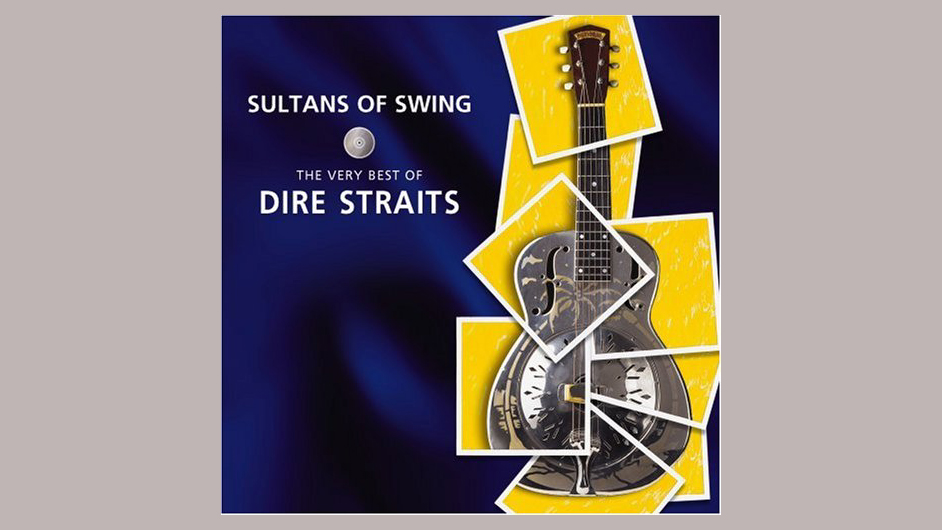 SULTANS OF SWING
THE VERY BEST OF
DIRE STRAITS